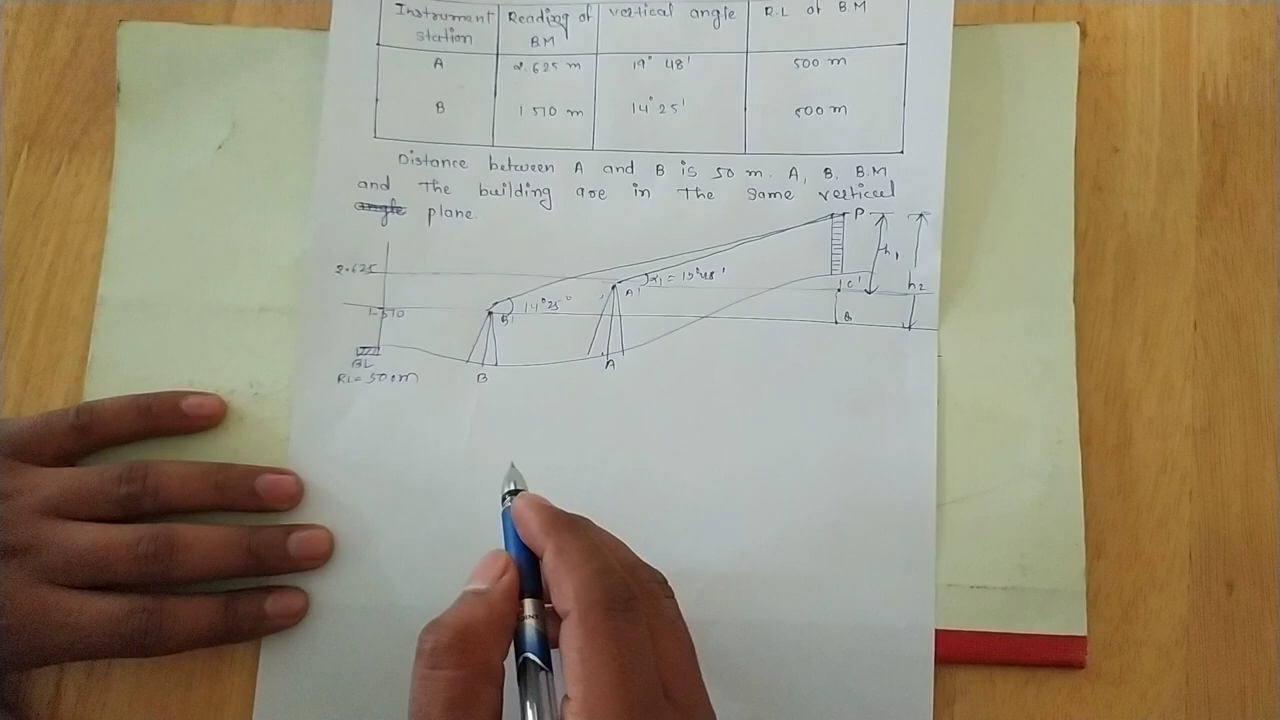 Instrument station | Reading of B.M | vertical angle | R.L of B.M
A | 2.625 m | 19° 48' | 500 m
B | 1 570 m | 14° 25' | 500 m
Distance between A and B is 50 m. A, B, B.M
and The building are in The same vertical
angle plane.
P
h1
2.625
α1 = 19°48'
C'
h2
A'
14° 25°
B'
1.570
B
BL
A
B
RL= 500m